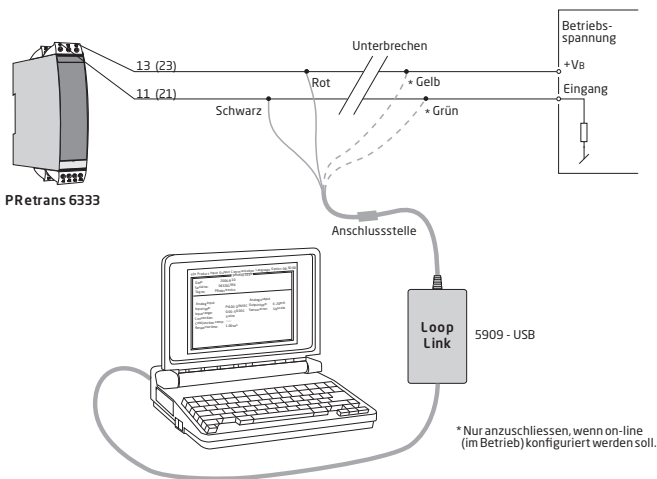 Betriebs-
spannung
+VB
Eingang
Unterbrechen
13 (23)
Rot
* Gelb
11 (21)
Schwarz
* Grün
PRetrans 6333
Anschlussstelle
Loop
Link
5909 - USB
* Nur anzuschliessen, wenn on-line
(im Betrieb) konfiguriert werden soll.